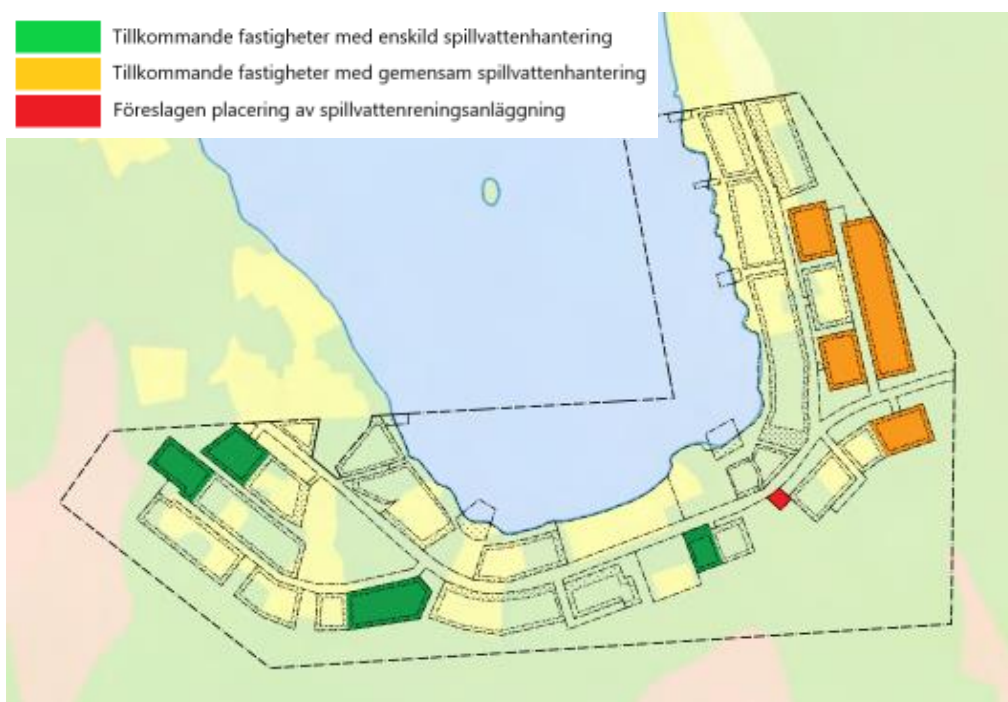 Tillkommande fastigheter med enskild spillvattenhantering
Tillkommande fastigheter med gemensam spillvattenhantering
Föreslagen placering av spillvattenreningsanläggning